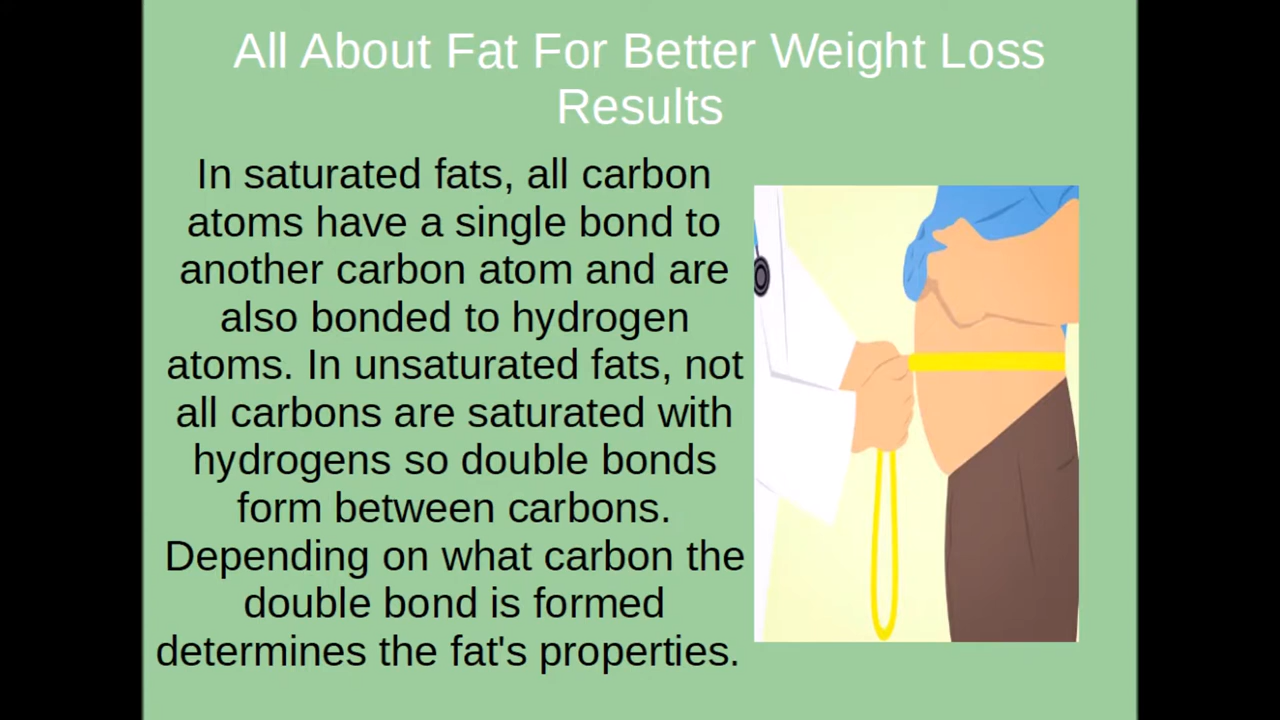 All About Fat For Better Weight Loss
Results
In saturated fats, all carbon
atoms have a single bond to
another carbon atom and are
also bonded to hydrogen
atoms. In unsaturated fats, not
all carbons are saturated with
hydrogens so double bonds
form between carbons.
Depending on what carbon the
double bond is formed
determines the fat's properties.